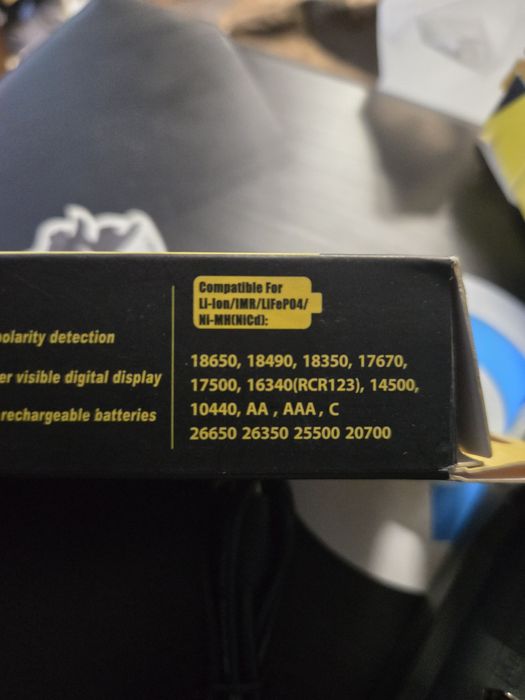 polarity detection
er visible digital display
rechargeable batteries
Compatible For
Li-Ion/IMR/LiFePO4/
Ni-MH(NiCd):
18650, 18490, 18350, 17670,
17500, 16340(RCR123), 14500,
10440, AA , AAA , C
26650 26350 25500 20700